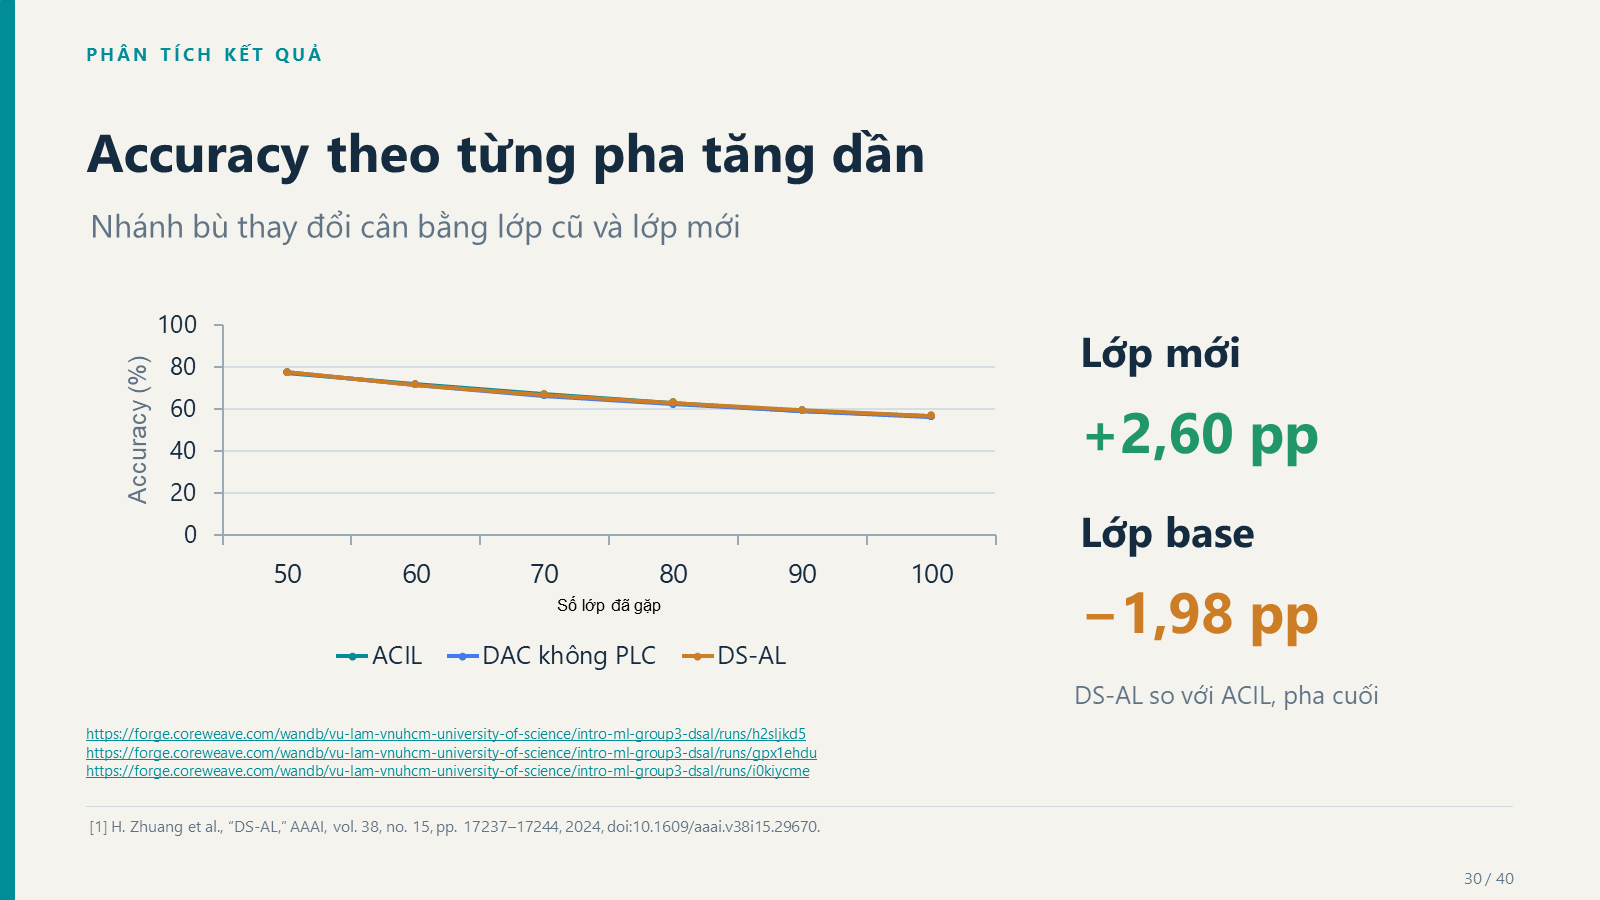 PHÂN TÍCH KẾT QUẢ
Accuracy theo từng pha tăng dần
Nhánh bù thay đổi cân bằng lớp cũ và lớp mới
Accuracy (%)
100
80
60
40
20
0
50 60 70 80 90 100
Số lớp đã gặp
ACIL DAC không PLC DS-AL
Lớp mới
+2,60 pp
Lớp base
−1,98 pp
DS-AL so với ACIL, pha cuối
https://forge.coreweave.com/wandb/vu-lam-vnuhcm-university-of-science/intro-ml-group3-dsal/runs/h2sljkd5
https://forge.coreweave.com/wandb/vu-lam-vnuhcm-university-of-science/intro-ml-group3-dsal/runs/gpx1ehdu
https://forge.coreweave.com/wandb/vu-lam-vnuhcm-university-of-science/intro-ml-group3-dsal/runs/i0kiycme
[1] H. Zhuang et al., “DS-AL,” AAAI, vol. 38, no. 15, pp. 17237–17244, 2024, doi:10.1609/aaai.v38i15.29670.
30 / 40